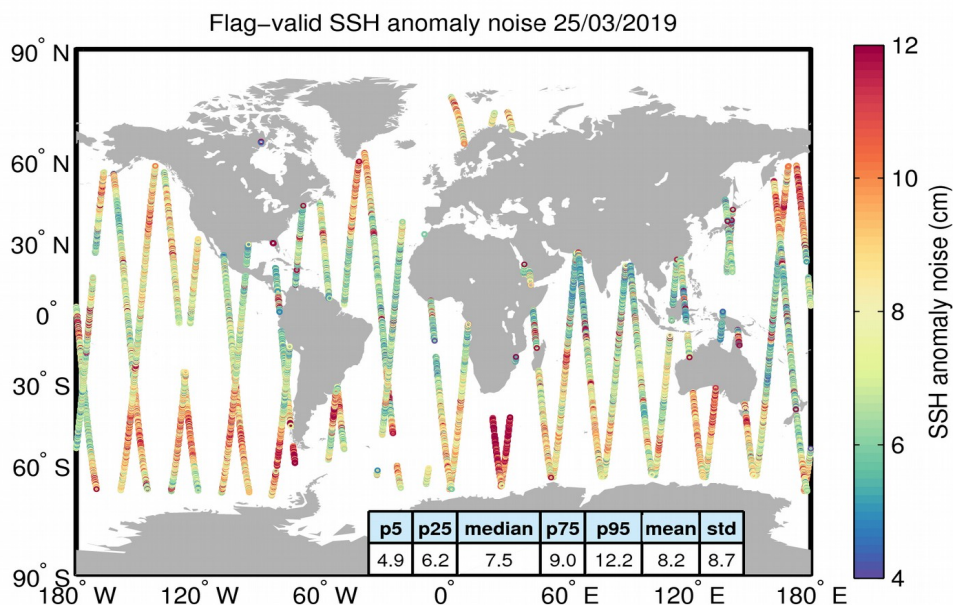 Flag−valid SSH anomaly noise 25/03/2019
90° N
60° N
30° N
0°
30° S
60° S
90° S
180° W
120° W
60° W
0°
60° E
120° E
180° E
p5 p25 median p75 p95 mean std
4.9 6.2 7.5 9.0 12.2 8.2 8.7
12
10
8
6
4
SSH anomaly noise (cm)